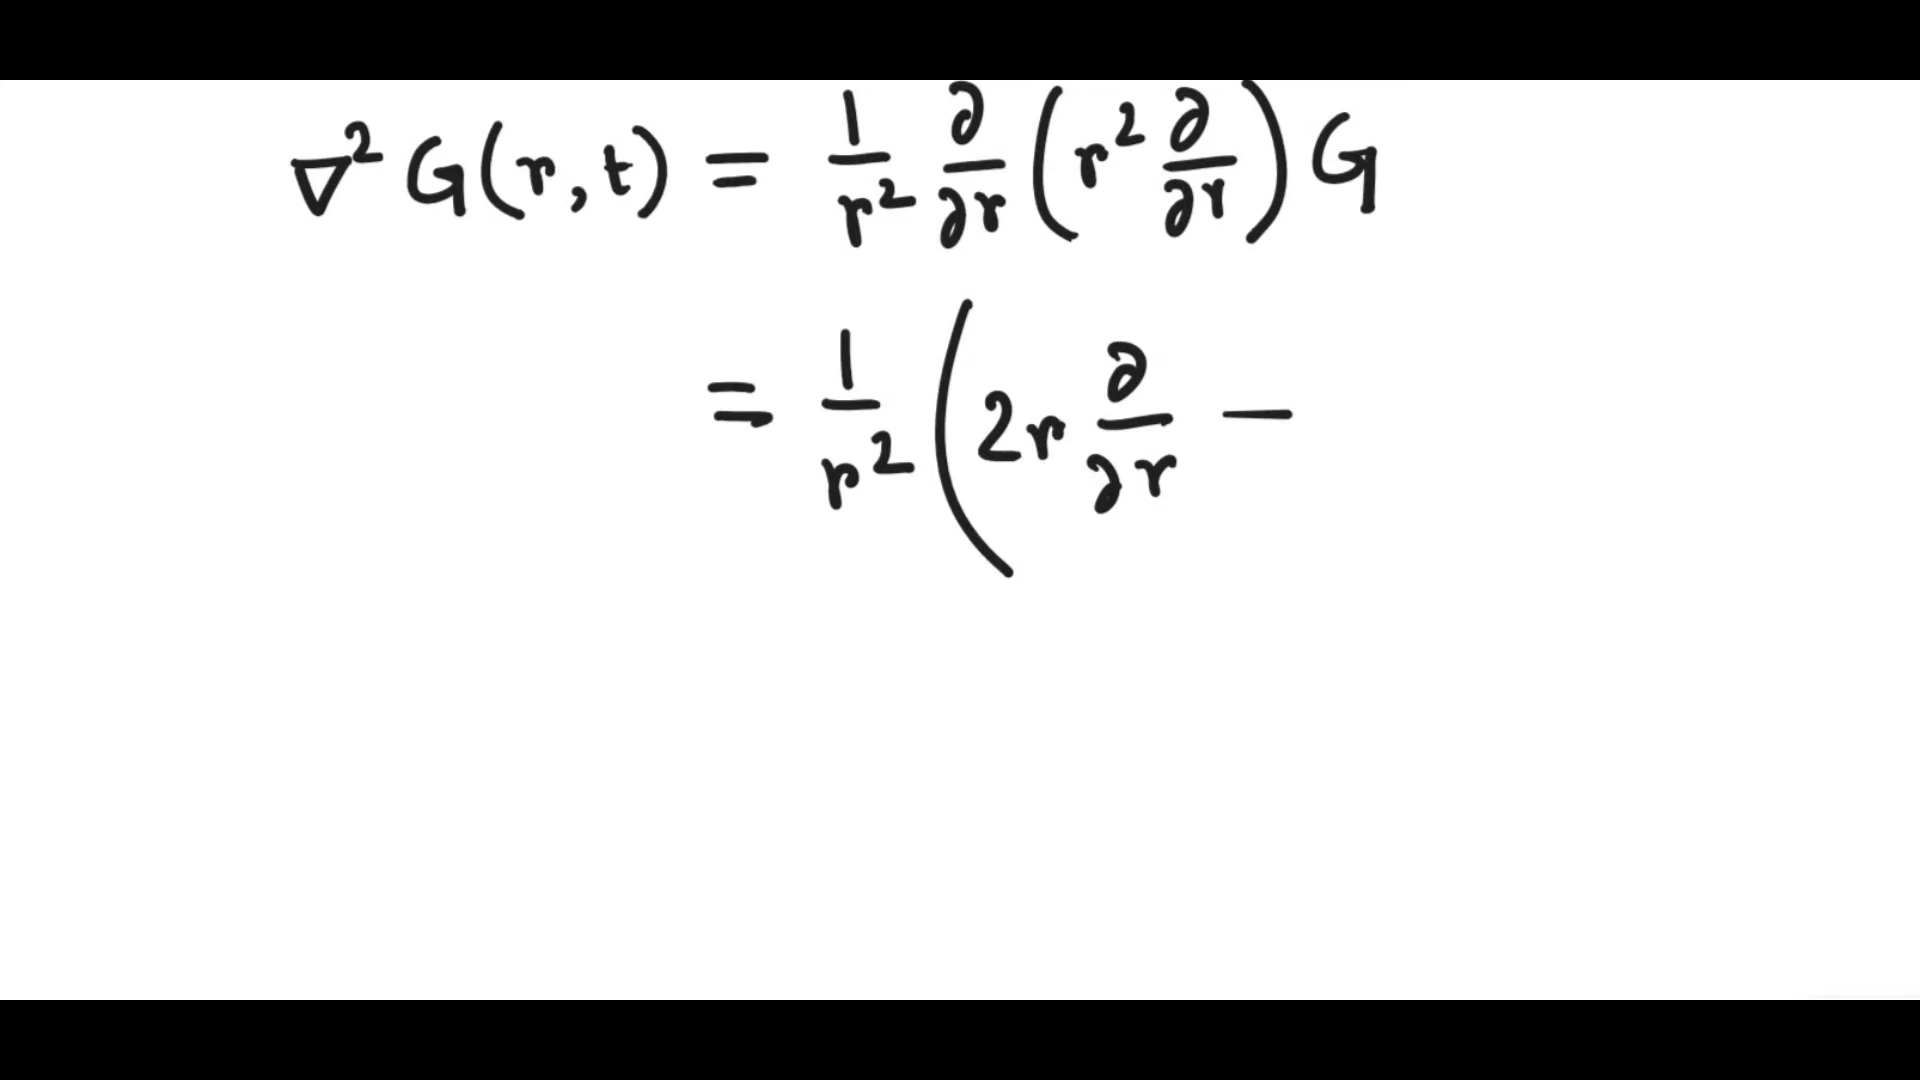 ∇² G(r,t) = 1/r² ∂/∂r (r² ∂/∂r) G
= 1/r² (2r ∂/∂r −